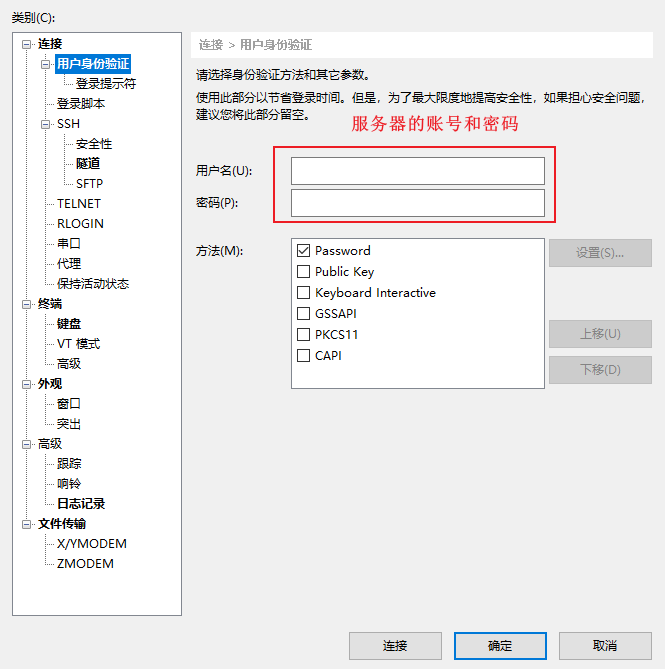 类别(C):
连接
用户身份验证
登录提示符
登录脚本
SSH
安全性
隧道
SFTP
TELNET
RLOGIN
串口
代理
保持活动状态
终端
键盘
VT 模式
高级
外观
窗口
突出
高级
跟踪
响铃
日志记录
文件传输
X/YMODEM
ZMODEM
连接 > 用户身份验证
请选择身份验证方法和其它参数。
使用此部分以节省登录时间。但是，为了最大限度地提高安全性，如果担心安全问题，
建议您将此部分留空。
服务器的账号和密码
用户名(U):
密码(P):
方法(M):
Password
Public Key
Keyboard Interactive
GSSAPI
PKCS11
CAPI
设置(S)...
上移(U)
下移(D)
连接
确定
取消